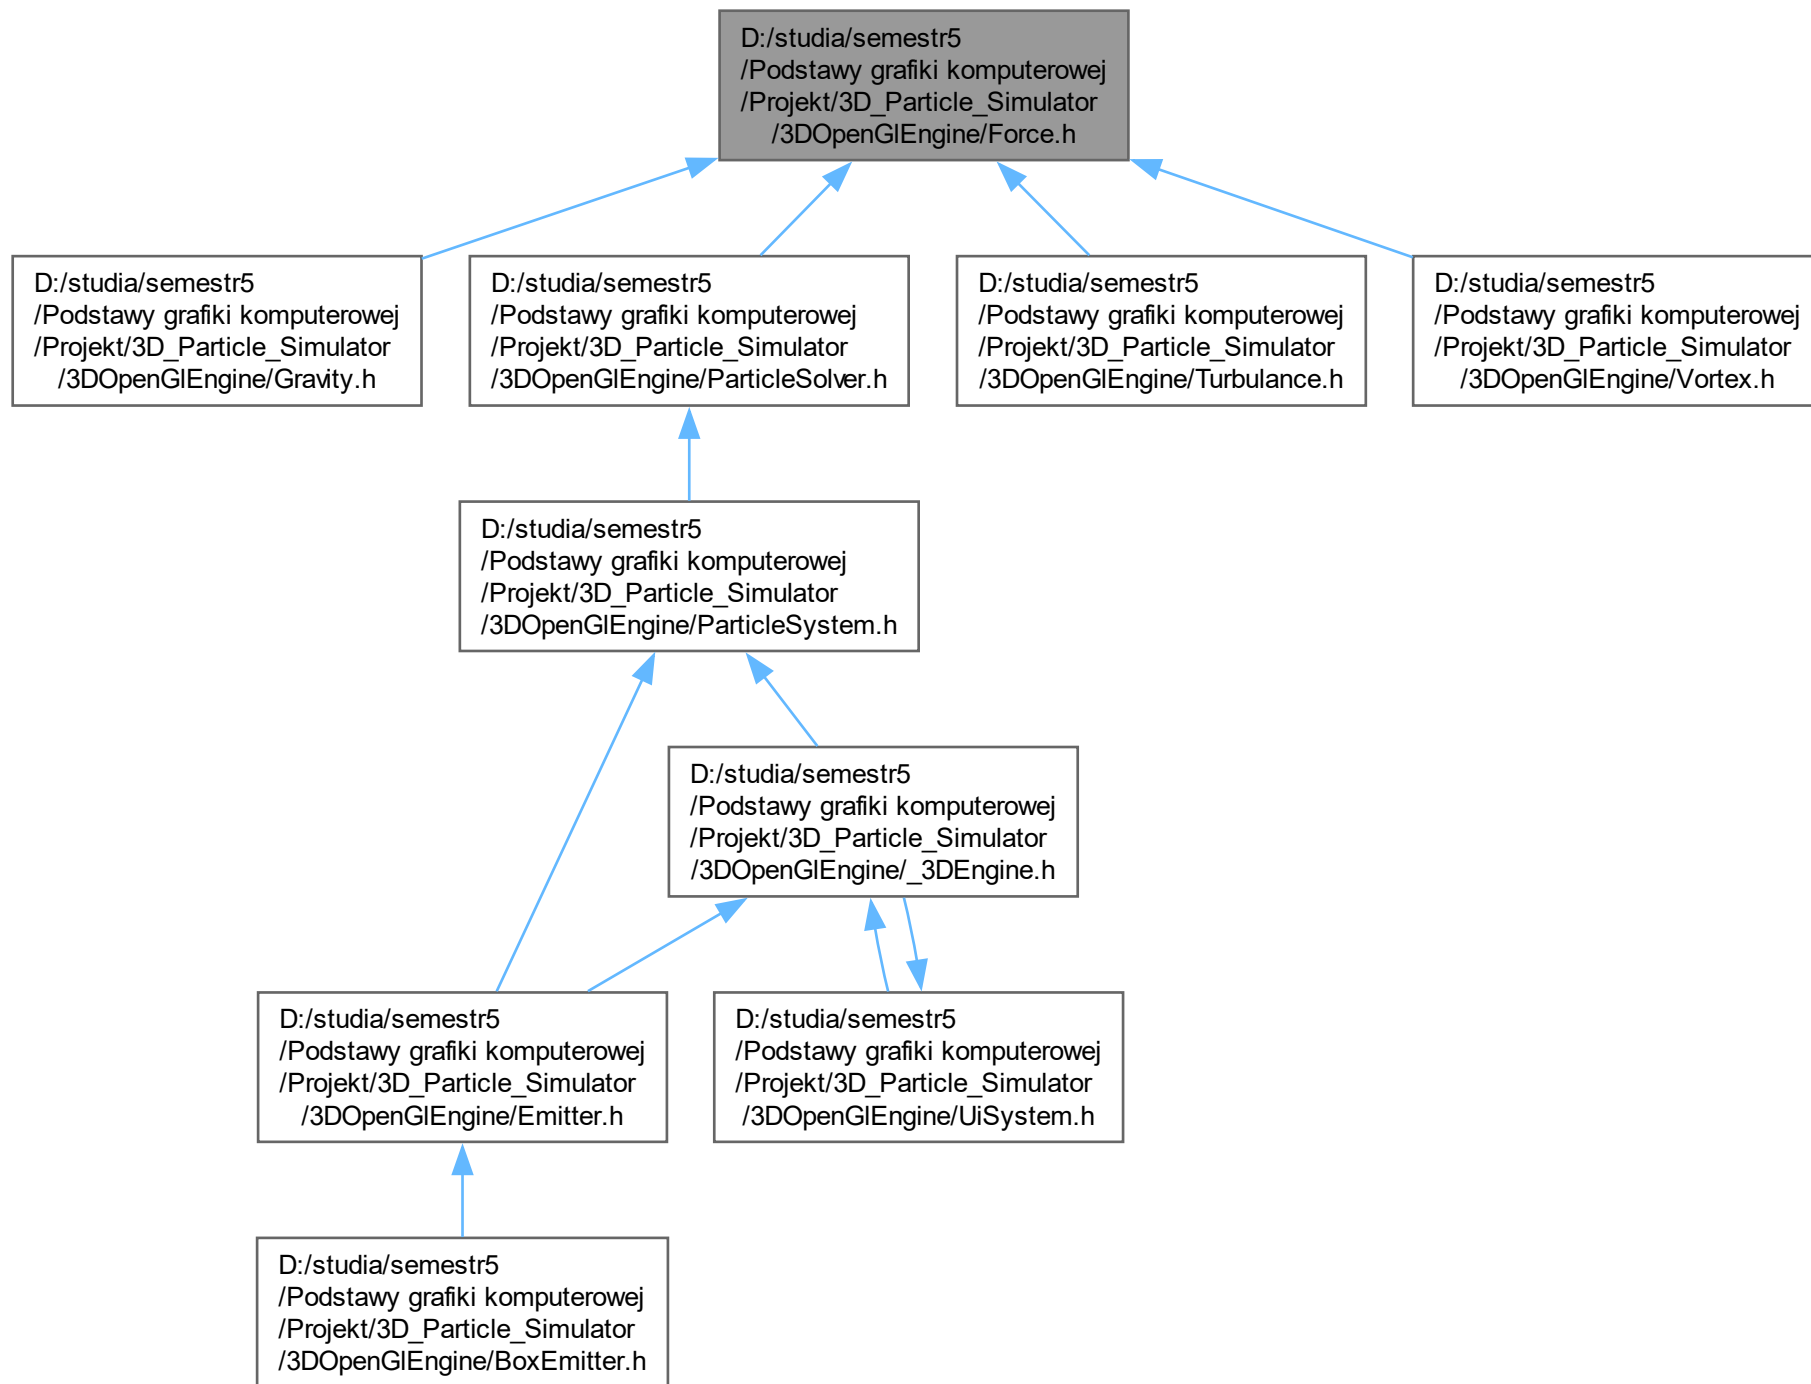 D:/studia/semestr5
/Podstawy grafiki komputerowej
/Projekt/3D_Particle_Simulator
/3DOpenGlEngine/Force.h
D:/studia/semestr5
/Podstawy grafiki komputerowej
/Projekt/3D_Particle_Simulator
/3DOpenGlEngine/Gravity.h
D:/studia/semestr5
/Podstawy grafiki komputerowej
/Projekt/3D_Particle_Simulator
/3DOpenGlEngine/ParticleSolver.h
D:/studia/semestr5
/Podstawy grafiki komputerowej
/Projekt/3D_Particle_Simulator
/3DOpenGlEngine/Turbulance.h
D:/studia/semestr5
/Podstawy grafiki komputerowej
/Projekt/3D_Particle_Simulator
/3DOpenGlEngine/Vortex.h
D:/studia/semestr5
/Podstawy grafiki komputerowej
/Projekt/3D_Particle_Simulator
/3DOpenGlEngine/ParticleSystem.h
D:/studia/semestr5
/Podstawy grafiki komputerowej
/Projekt/3D_Particle_Simulator
/3DOpenGlEngine/_3DEngine.h
D:/studia/semestr5
/Podstawy grafiki komputerowej
/Projekt/3D_Particle_Simulator
/3DOpenGlEngine/Emitter.h
D:/studia/semestr5
/Podstawy grafiki komputerowej
/Projekt/3D_Particle_Simulator
/3DOpenGlEngine/UiSystem.h
D:/studia/semestr5
/Podstawy grafiki komputerowej
/Projekt/3D_Particle_Simulator
/3DOpenGlEngine/BoxEmitter.h